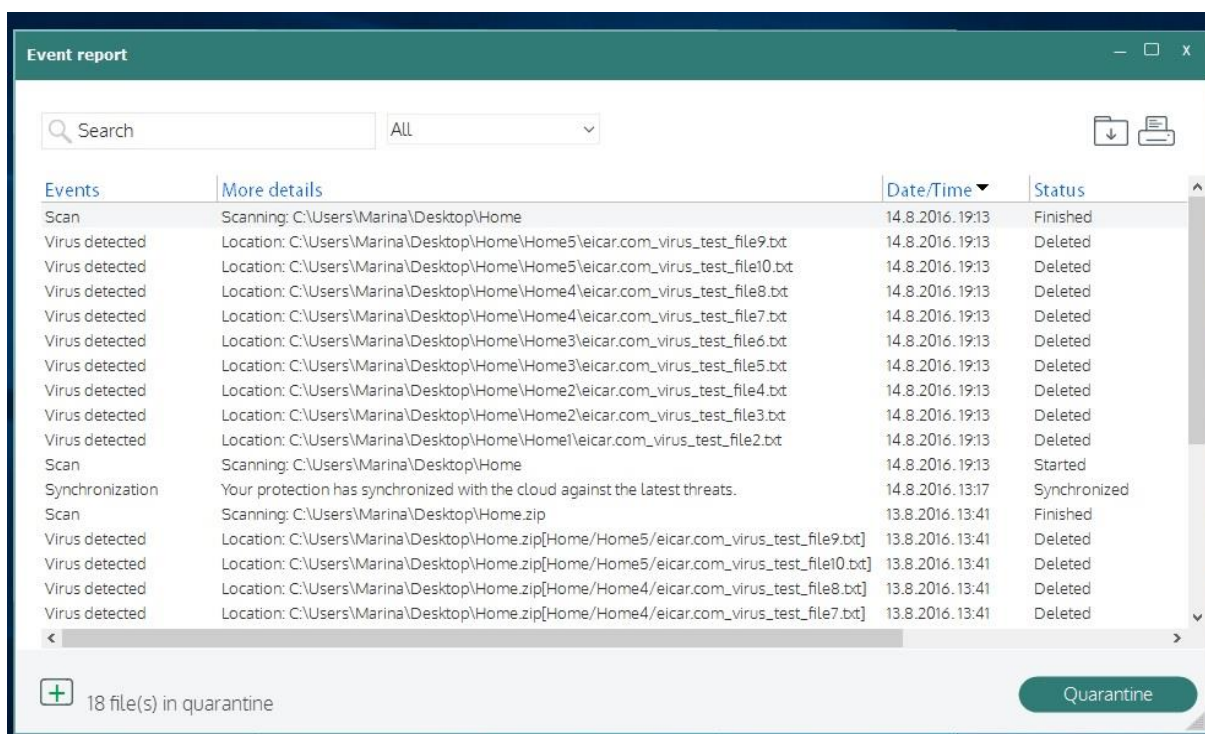 Event report
Search All
Events More details Date/Time Status
Scan Scanning: C:\Users\Marina\Desktop\Home 14.8.2016. 19:13 Finished
Virus detected Location: C:\Users\Marina\Desktop\Home\Home5\eicar.com_virus_test_file9.txt 14.8.2016. 19:13 Deleted
Virus detected Location: C:\Users\Marina\Desktop\Home\Home5\eicar.com_virus_test_file10.txt 14.8.2016. 19:13 Deleted
Virus detected Location: C:\Users\Marina\Desktop\Home\Home4\eicar.com_virus_test_file8.txt 14.8.2016. 19:13 Deleted
Virus detected Location: C:\Users\Marina\Desktop\Home\Home4\eicar.com_virus_test_file7.txt 14.8.2016. 19:13 Deleted
Virus detected Location: C:\Users\Marina\Desktop\Home\Home3\eicar.com_virus_test_file6.txt 14.8.2016. 19:13 Deleted
Virus detected Location: C:\Users\Marina\Desktop\Home\Home3\eicar.com_virus_test_file5.txt 14.8.2016. 19:13 Deleted
Virus detected Location: C:\Users\Marina\Desktop\Home\Home2\eicar.com_virus_test_file4.txt 14.8.2016. 19:13 Deleted
Virus detected Location: C:\Users\Marina\Desktop\Home\Home2\eicar.com_virus_test_file3.txt 14.8.2016. 19:13 Deleted
Virus detected Location: C:\Users\Marina\Desktop\Home\Home1\eicar.com_virus_test_file2.txt 14.8.2016. 19:13 Deleted
Scan Scanning: C:\Users\Marina\Desktop\Home 14.8.2016. 19:13 Started
Synchronization Your protection has synchronized with the cloud against the latest threats. 14.8.2016. 13:17 Synchronized
Scan Scanning: C:\Users\Marina\Desktop\Home.zip 13.8.2016. 13:41 Finished
Virus detected Location: C:\Users\Marina\Desktop\Home.zip[Home/Home5/eicar.com_virus_test_file9.txt] 13.8.2016. 13:41 Deleted
Virus detected Location: C:\Users\Marina\Desktop\Home.zip[Home/Home5/eicar.com_virus_test_file10.txt] 13.8.2016. 13:41 Deleted
Virus detected Location: C:\Users\Marina\Desktop\Home.zip[Home/Home4/eicar.com_virus_test_file8.txt] 13.8.2016. 13:41 Deleted
Virus detected Location: C:\Users\Marina\Desktop\Home.zip[Home/Home4/eicar.com_virus_test_file7.txt] 13.8.2016. 13:41 Deleted
18 file(s) in quarantine Quarantine